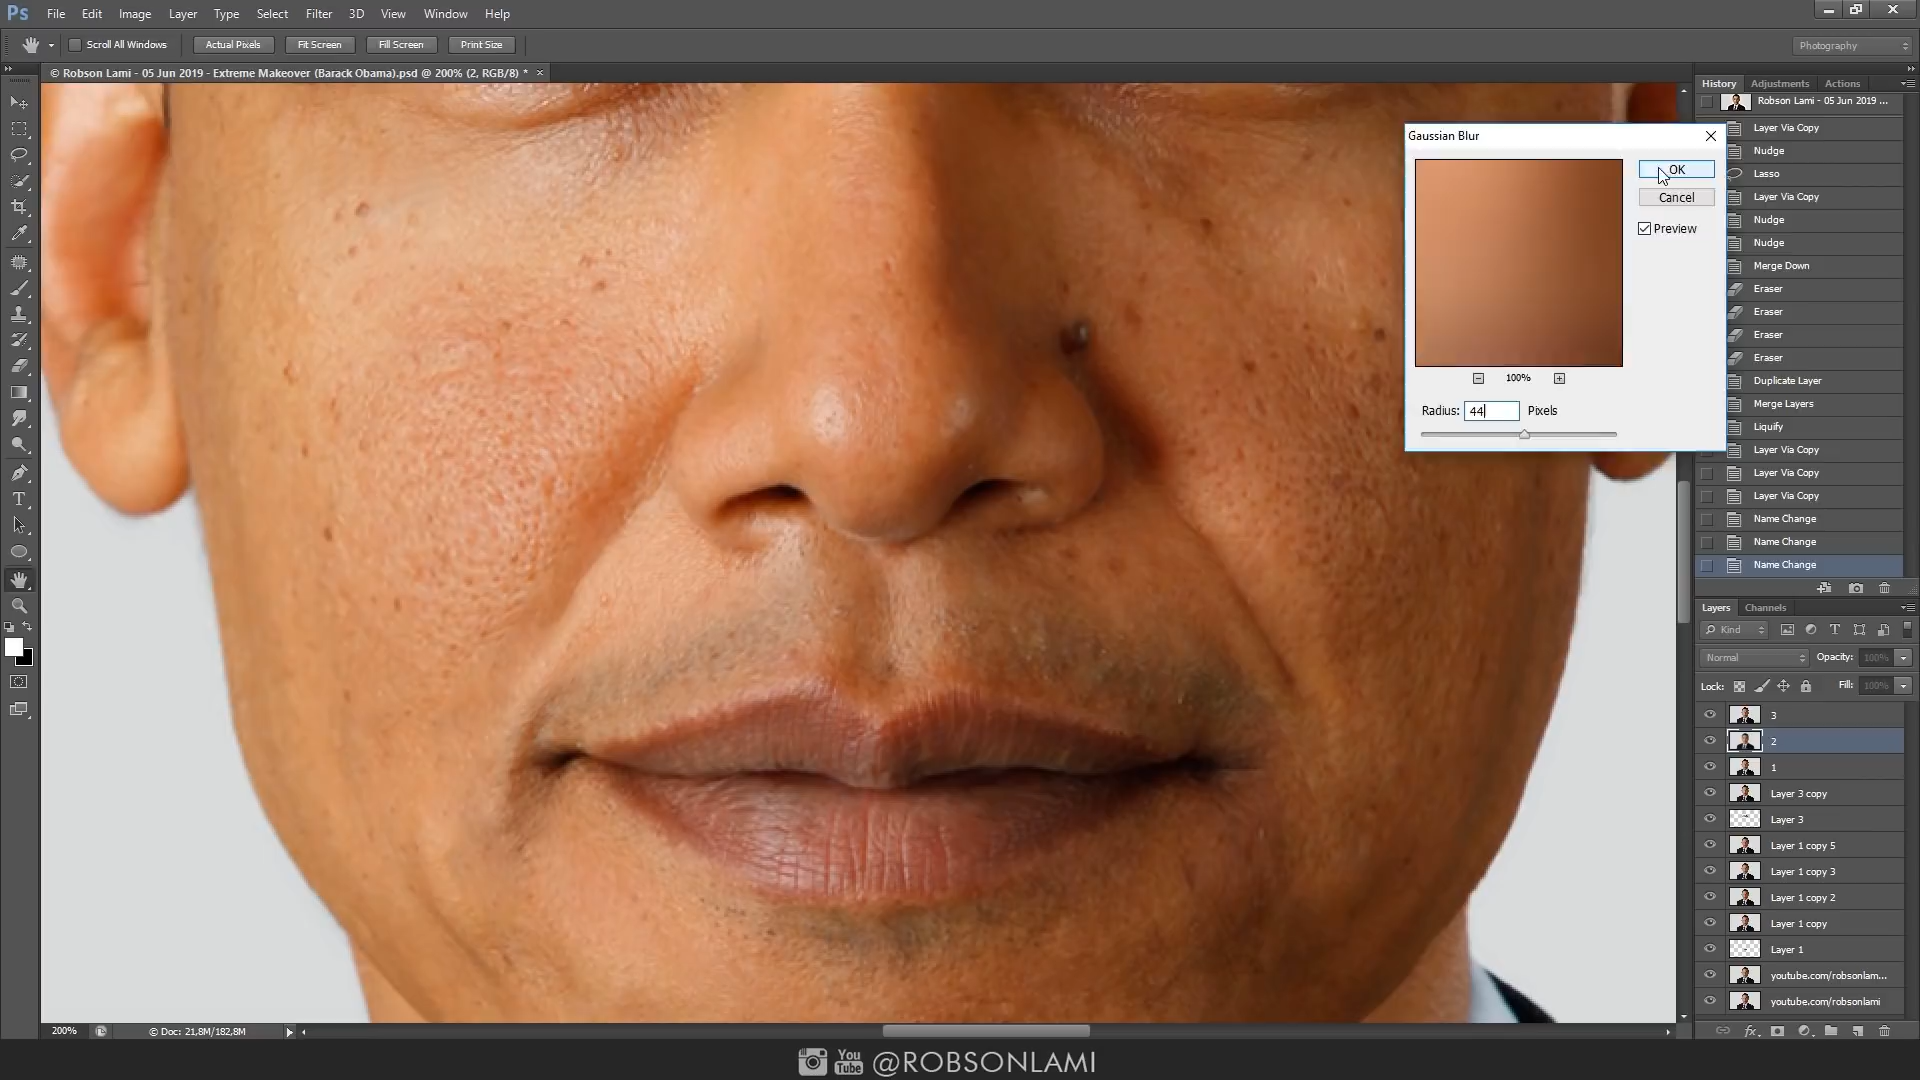 Ps File Edit Image Layer Type Select Filter 3D View Window Help
Scroll All Windows Actual Pixels Fit Screen Fill Screen Print Size Photography
© Robson Lami - 05 Jun 2019 - Extreme Makeover (Barack Obama).psd @ 200% (2, RGB/8) *
History Adjustments Actions
Robson Lami - 05 Jun 2019 ...
Layer Via Copy
Nudge
Lasso
Layer Via Copy
Nudge
Nudge
Merge Down
Eraser
Eraser
Eraser
Eraser
Duplicate Layer
Merge Layers
Liquify
Layer Via Copy
Layer Via Copy
Layer Via Copy
Name Change
Name Change
Name Change
Gaussian Blur
OK
Cancel
Preview
100%
Radius: 44 Pixels
Layers Channels
Kind
Normal Opacity: 100%
Lock: Fill: 100%
3
2
1
Layer 3 copy
Layer 3
Layer 1 copy 5
Layer 1 copy 3
Layer 1 copy 2
Layer 1 copy
Layer 1
youtube.com/robsonlam...
youtube.com/robsonlami
200% © Doc: 21,8M/182,8M
You Tube @ROBSONLAMI